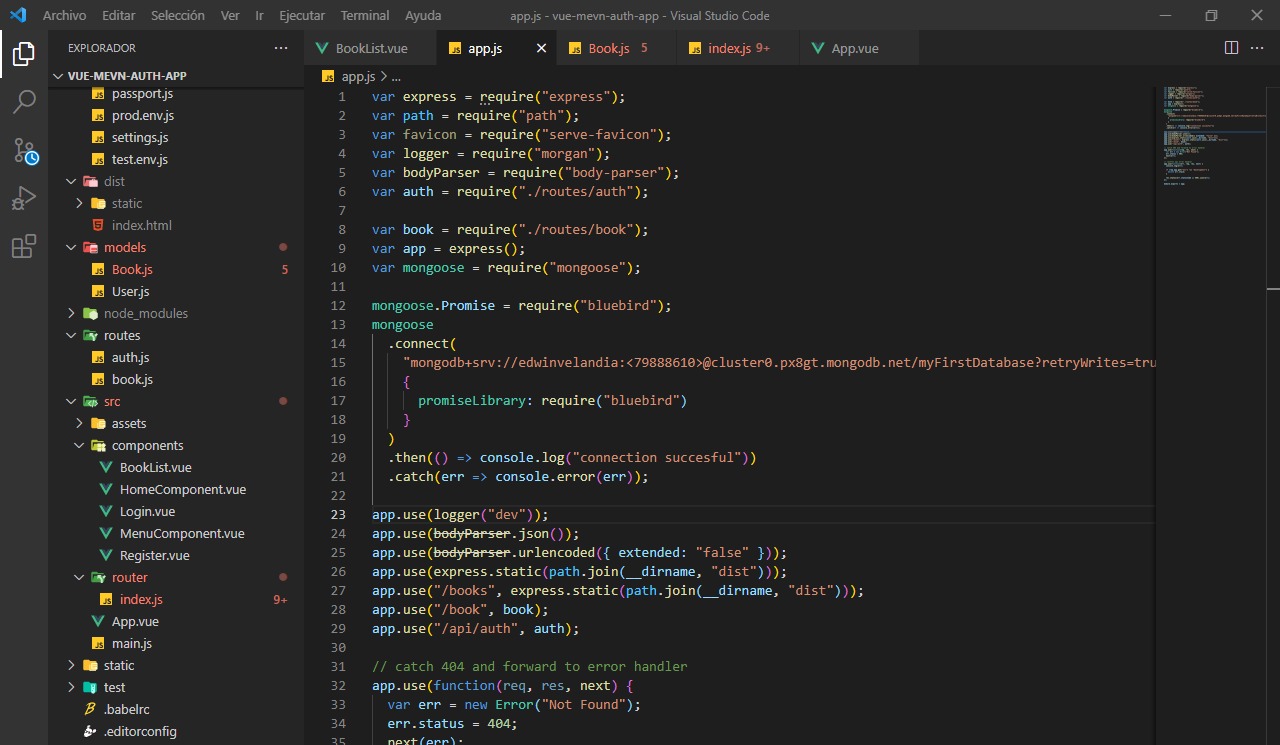 Archivo Editar Selección Ver Ir Ejecutar Terminal Ayuda
app.js - vue-mevn-auth-app - Visual Studio Code
EXPLORADOR
VUE-MEVN-AUTH-APP
passport.js
prod.env.js
settings.js
test.env.js
dist
static
index.html
models
Book.js 5
User.js
node_modules
routes
auth.js
book.js
src
assets
components
BookList.vue
HomeComponent.vue
Login.vue
MenuComponent.vue
Register.vue
router
index.js 9+
App.vue
main.js
static
test
.babelrc
.editorconfig
BookList.vue
app.js
Book.js 5
index.js 9+
App.vue
app.js > ...
1 var express = require("express");
2 var path = require("path");
3 var favicon = require("serve-favicon");
4 var logger = require("morgan");
5 var bodyParser = require("body-parser");
6 var auth = require("./routes/auth");
7
8 var book = require("./routes/book");
9 var app = express();
10 var mongoose = require("mongoose");
11
12 mongoose.Promise = require("bluebird");
13 mongoose
14 .connect(
15 "mongodb+srv://edwinvelandia:<79888610>@cluster0.px8gt.mongodb.net/myFirstDatabase?retryWrites=tru
16 {
17 promiseLibrary: require("bluebird")
18 }
19 )
20 .then(() => console.log("connection succesful"))
21 .catch(err => console.error(err));
22
23 app.use(logger("dev"));
24 app.use(bodyParser.json());
25 app.use(bodyParser.urlencoded({ extended: "false" }));
26 app.use(express.static(path.join(__dirname, "dist")));
27 app.use("/books", express.static(path.join(__dirname, "dist")));
28 app.use("/book", book);
29 app.use("/api/auth", auth);
30
31 // catch 404 and forward to error handler
32 app.use(function(req, res, next) {
33 var err = new Error("Not Found");
34 err.status = 404;
35 next(err);